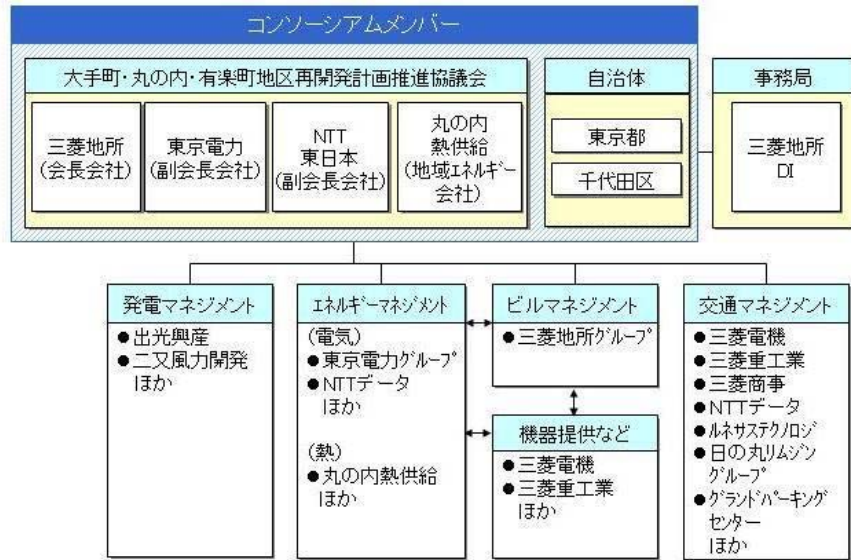 コンソーシアムメンバー
大手町・丸の内・有楽町地区再開発計画推進協議会
三菱地所
(会長会社)
東京電力
(副会長会社)
NTT
東日本
(副会長会社)
丸の内
熱供給
(地域エネルギー
会社)
自治体
東京都
千代田区
事務局
三菱地所
DI
発電マネジメント
●出光興産
●二又風力開発
ほか
エネルギーマネジメント
(電気)
●東京電力グループ
●NTTデータ
ほか
(熱)
●丸の内熱供給
ほか
ビルマネジメント
●三菱地所グループ
機器提供など
●三菱電機
●三菱重工業
ほか
交通マネジメント
●三菱電機
●三菱重工業
●三菱商事
●NTTデータ
●ルネサステクノロジ
●日の丸リムジン
グループ
●グランドパーキング
センター
ほか